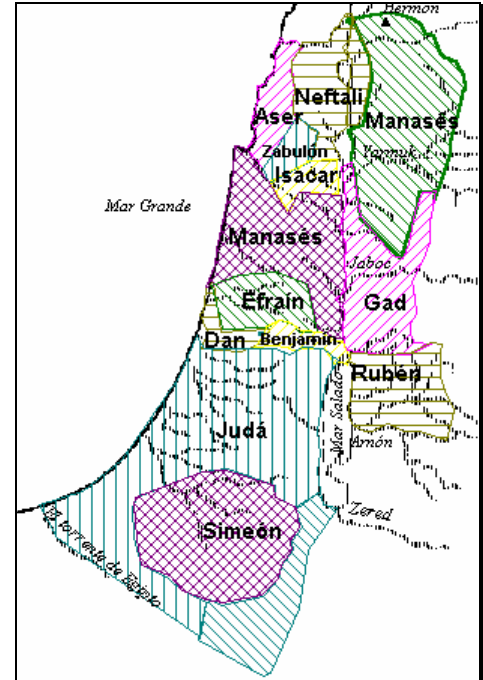 Hermon
Neftalí
Aser
Manasés
Zabulón
Yarmuk
Isacar
Mar Grande
Manasés
Jaboc
Efraín
Gad
Dan
Benjamín
Rubén
Mar Salado
Judá
Arnón
Zered
Simeón
El torrente de Egipto